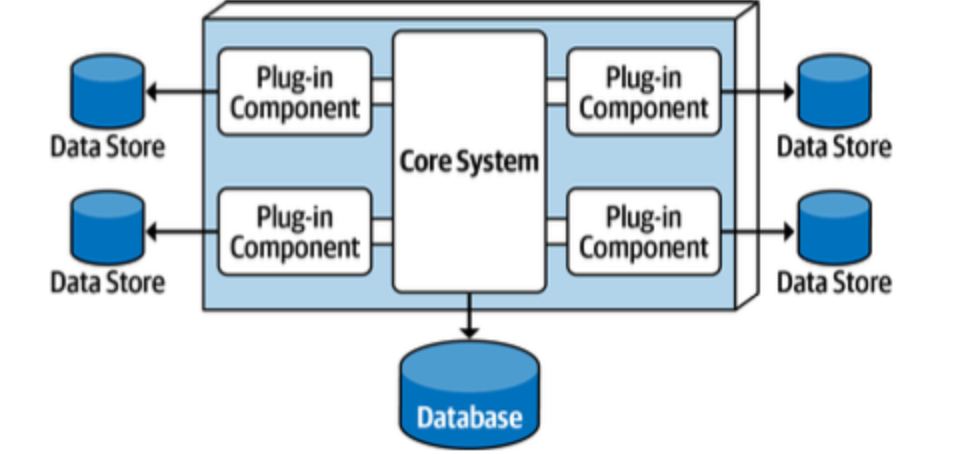 Plug-in
Component
Plug-in
Component
Data Store
Data Store
Core System
Plug-in
Component
Plug-in
Component
Data Store
Data Store
Database